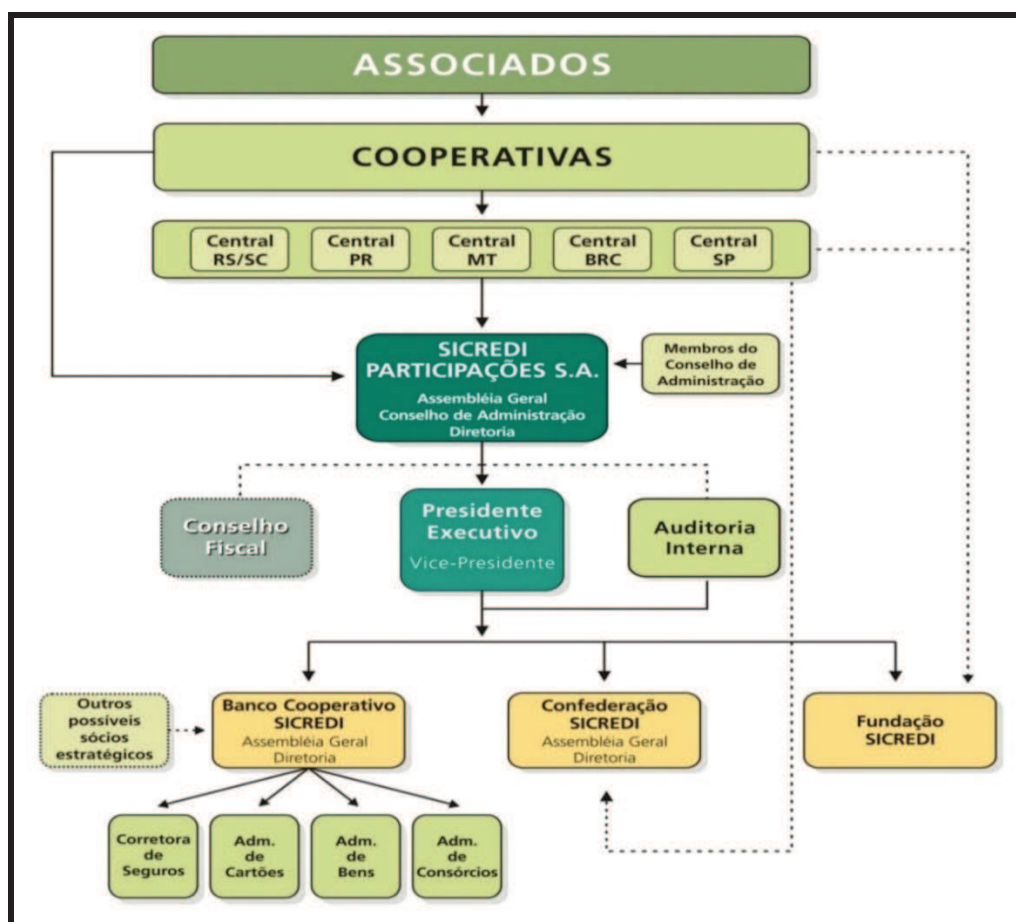 ASSOCIADOS
COOPERATIVAS
Central
RS/SC
Central
PR
Central
MT
Central
BRC
Central
SP
SICREDI
PARTICIPAÇÕES S.A.
Assembléia Geral
Conselho de Administração
Diretoria
Membros do
Conselho de
Administração
Conselho
Fiscal
Presidente
Executivo
Vice-Presidente
Auditoria
Interna
Outros
possíveis
sócios
estratégicos
Banco Cooperativo
SICREDI
Assembléia Geral
Diretoria
Confederação
SICREDI
Assembléia Geral
Diretoria
Fundação
SICREDI
Corretora
de
Seguros
Adm.
de
Cartões
Adm.
de
Bens
Adm.
de
Consórcios